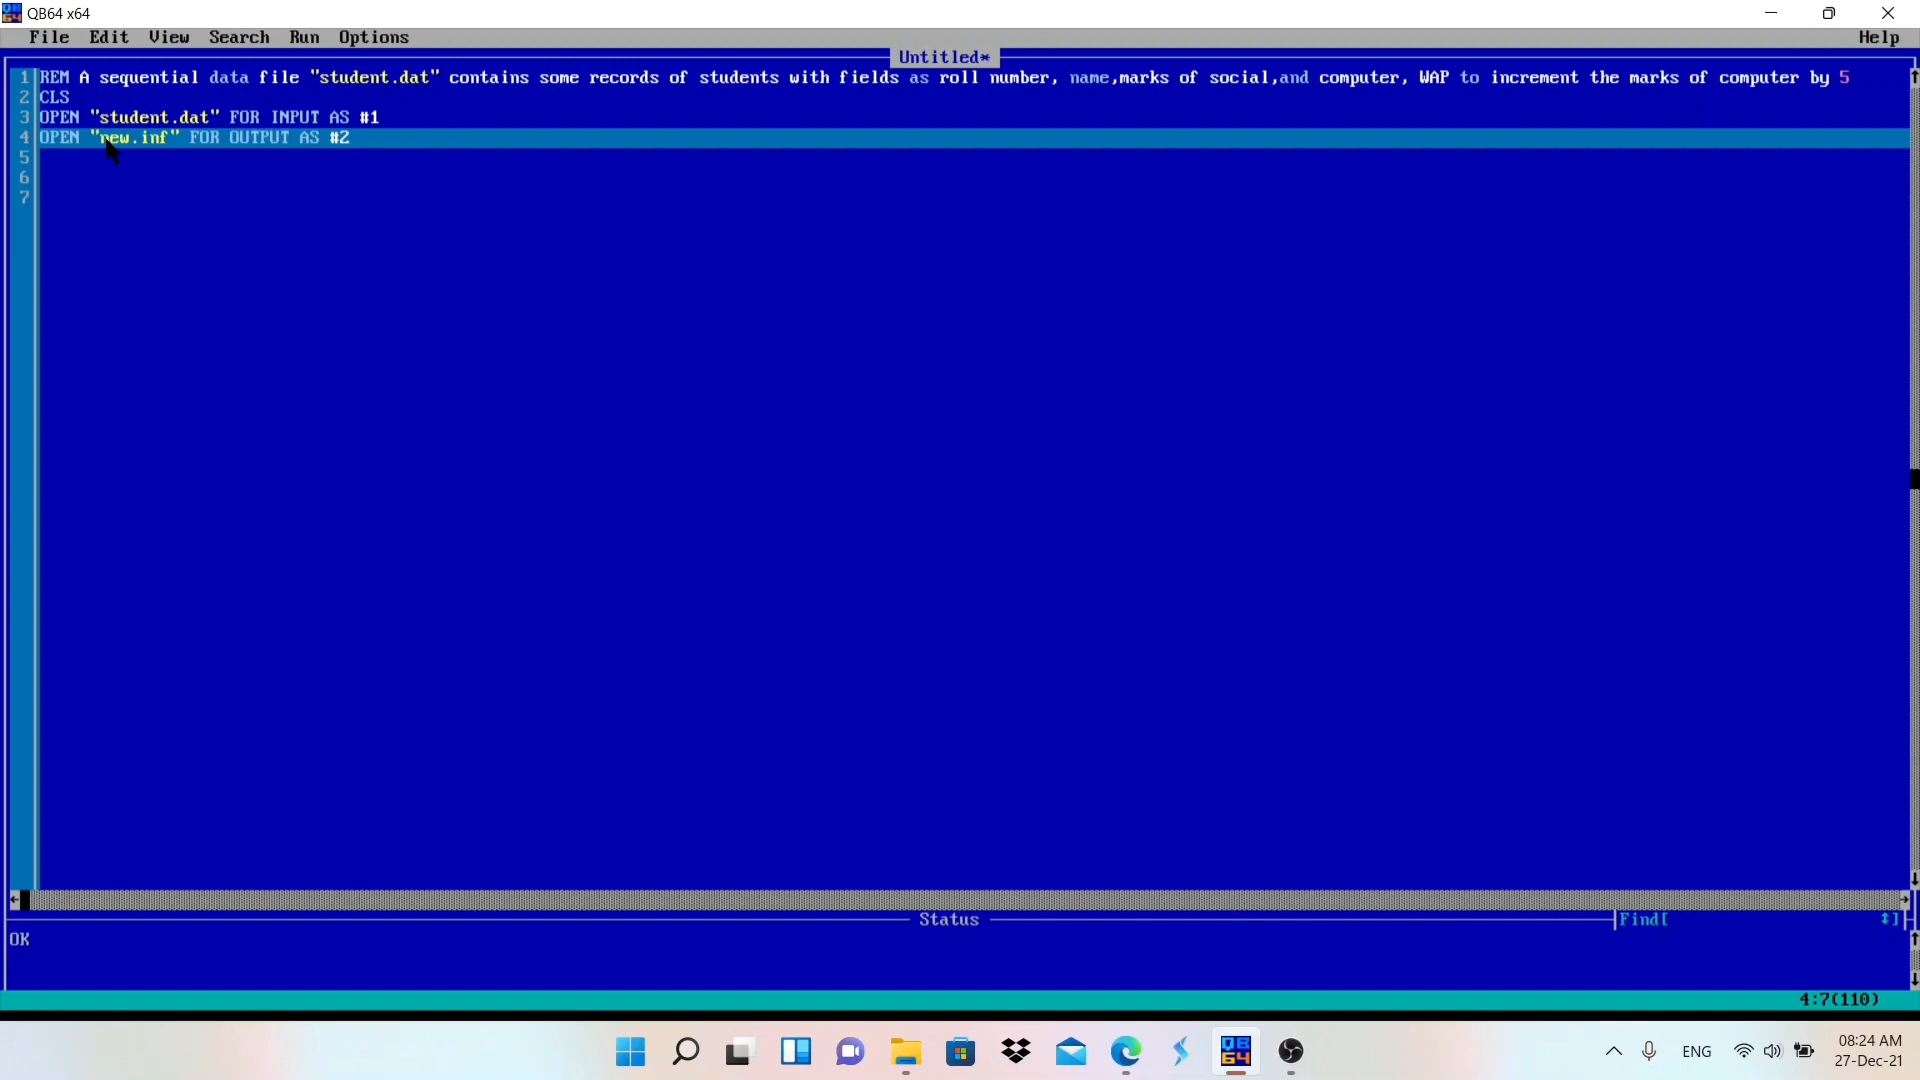 QB64 x64
File Edit View Search Run Options Help
Untitled*
1 REM A sequential data file "student.dat" contains some records of students with fields as roll number, name,marks of social,and computer, WAP to increment the marks of computer by 5
2 CLS
3 OPEN "student.dat" FOR INPUT AS #1
4 OPEN "new.inf" FOR OUTPUT AS #2
5
6
7
Status Find[ ]
OK
4:7(110)
QB64
ENG
08:24 AM
27-Dec-21